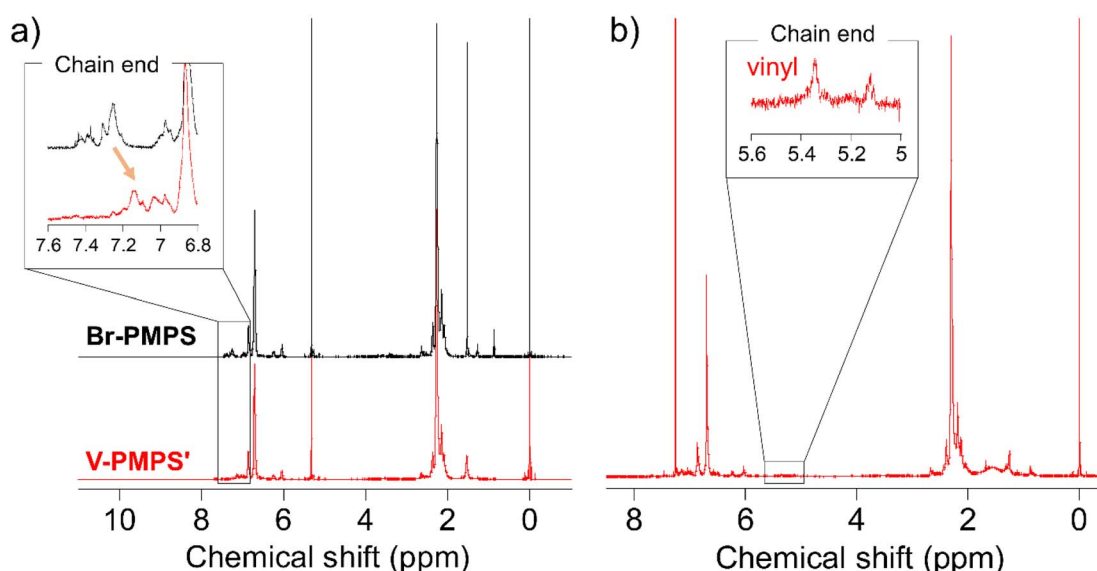 a)
Chain end
7.6 7.4 7.2 7 6.8
Br-PMPS
V-PMPS'
10 8 6 4 2 0
Chemical shift (ppm)
b)
Chain end
vinyl
5.6 5.4 5.2 5
8 6 4 2 0
Chemical shift (ppm)